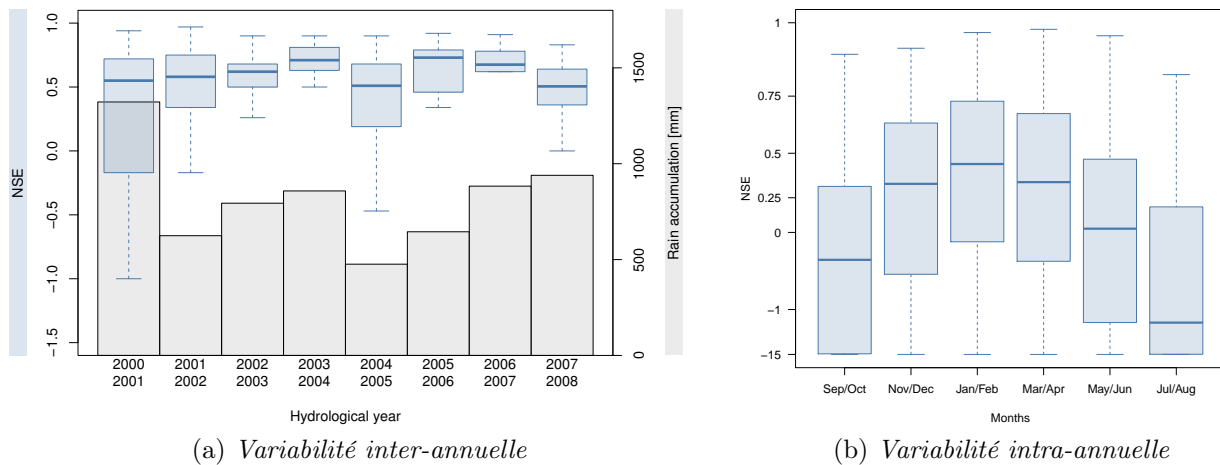 NSE
1.0
0.5
0.0
−0.5
−1.0
−1.5
1500
1000
500
0
Rain accumulation [mm]
2000 2001 2002 2003 2004 2005 2006 2007
2001 2002 2003 2004 2005 2006 2007 2008
Hydrological year
(a) Variabilité inter-annuelle
NSE
1
0.75
0.5
0.25
0
−1
−15
Sep/Oct Nov/Dec Jan/Feb Mar/Apr May/Jun Jul/Aug
Months
(b) Variabilité intra-annuelle